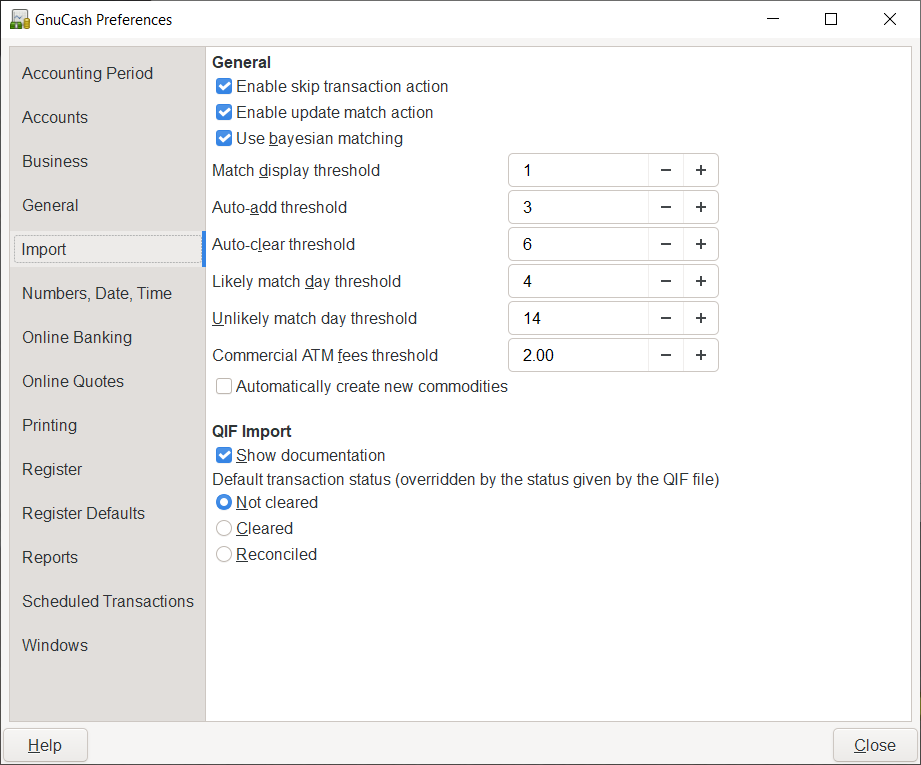 GnuCash Preferences
Accounting Period
Accounts
Business
General
Import
Numbers, Date, Time
Online Banking
Online Quotes
Printing
Register
Register Defaults
Reports
Scheduled Transactions
Windows
General
Enable skip transaction action
Enable update match action
Use bayesian matching
Match display threshold 1 − +
Auto-add threshold 3 − +
Auto-clear threshold 6 − +
Likely match day threshold 4 − +
Unlikely match day threshold 14 − +
Commercial ATM fees threshold 2.00 − +
Automatically create new commodities
QIF Import
Show documentation
Default transaction status (overridden by the status given by the QIF file)
Not cleared
Cleared
Reconciled
Help
Close